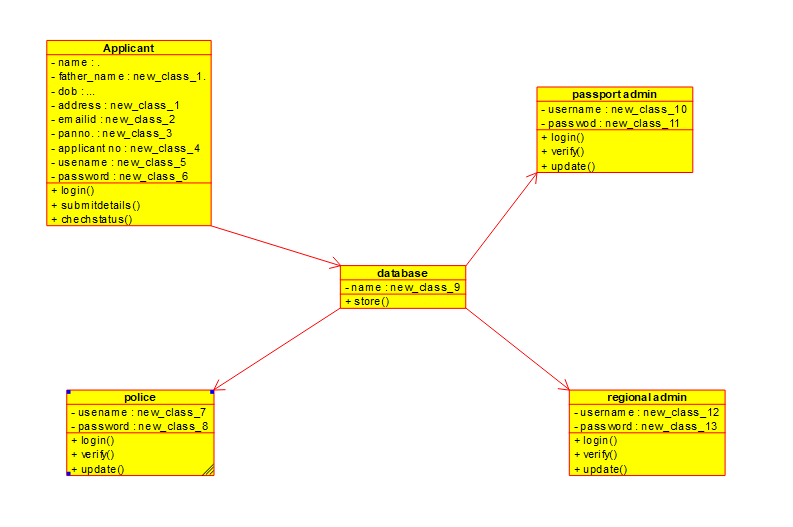 Applicant
- name : .
- father_name : new_class_1.
- dob : ...
- address : new_class_1
- emailid : new_class_2
- panno. : new_class_3
- applicant no : new_class_4
- usename : new_class_5
- password : new_class_6
+ login()
+ submitdetails()
+ chechstatus()
passport admin
- username : new_class_10
- passwod : new_class_11
+ login()
+ verify()
+ update()
database
- name : new_class_9
+ store()
police
- usename : new_class_7
- password : new_class_8
+ login()
+ verify()
+ update()
regional admin
- username : new_class_12
- password : new_class_13
+ login()
+ verify()
+ update()